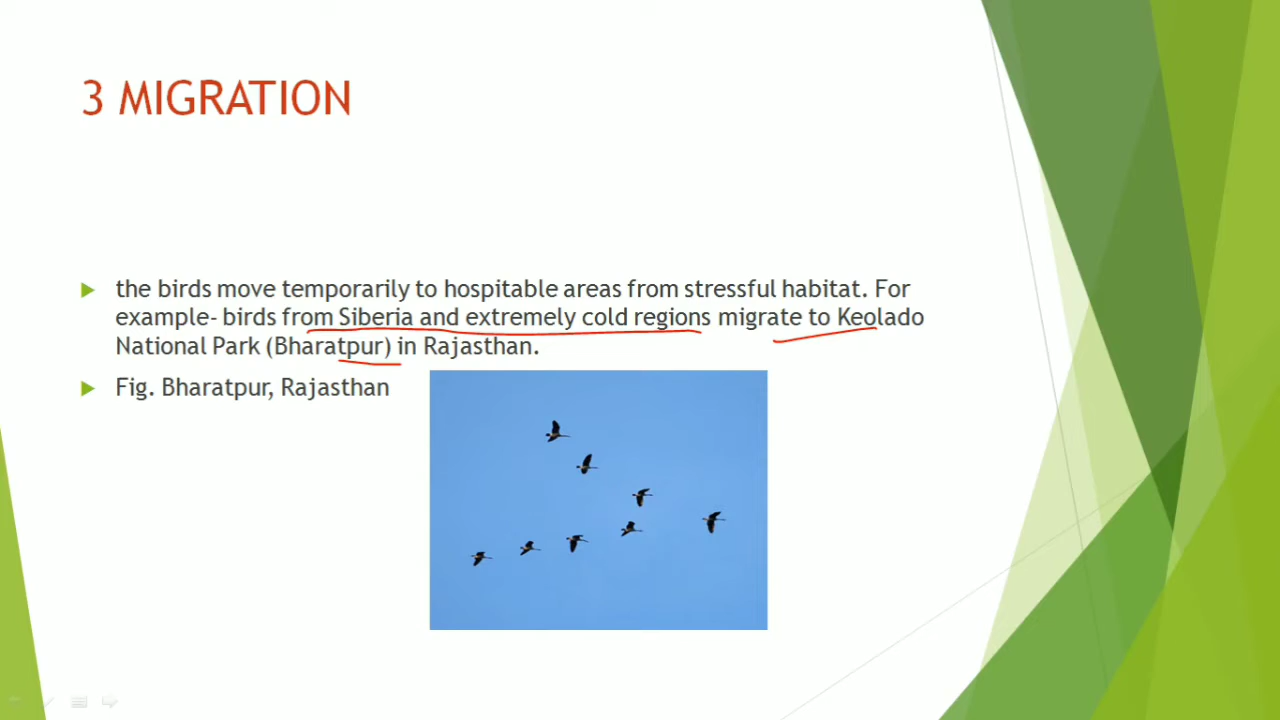 3 MIGRATION
the birds move temporarily to hospitable areas from stressful habitat. For
example- birds from Siberia and extremely cold regions migrate to Keolado
National Park (Bharatpur) in Rajasthan.
Fig. Bharatpur, Rajasthan